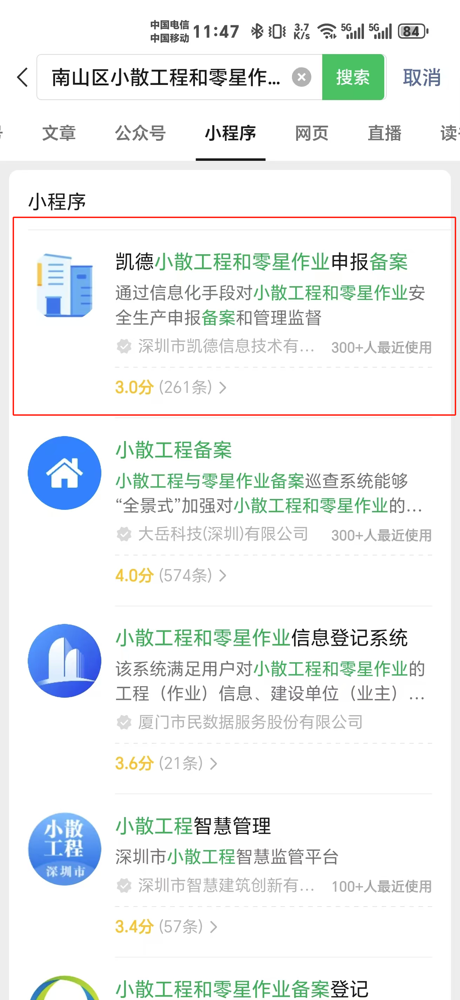 中国电信
中国移动
11:47
3.7
K/s
5G
5G
84
南山区小散工程和零星作...
搜索
取消
文章
公众号
小程序
网页
直播
小程序
凯德小散工程和零星作业申报备案
通过信息化手段对小散工程和零星作业安
全生产申报备案和管理监督
深圳市凯德信息技术有...
300+人最近使用
3.0分 (261条)
小散工程备案
小散工程与零星作业备案巡查系统能够
“全景式”加强对小散工程和零星作业的...
大岳科技(深圳)有限公司
300+人最近使用
4.0分 (574条)
小散工程和零星作业信息登记系统
该系统满足用户对小散工程和零星作业的
工程（作业）信息、建设单位（业主）...
厦门市民数据服务股份有限公司
3.6分 (21条)
小散
工程
深圳市
小散工程智慧管理
深圳市小散工程智慧监管平台
深圳市智慧建筑创新有...
100+人最近使用
3.4分 (57条)
小散工程和零星作业备案登记